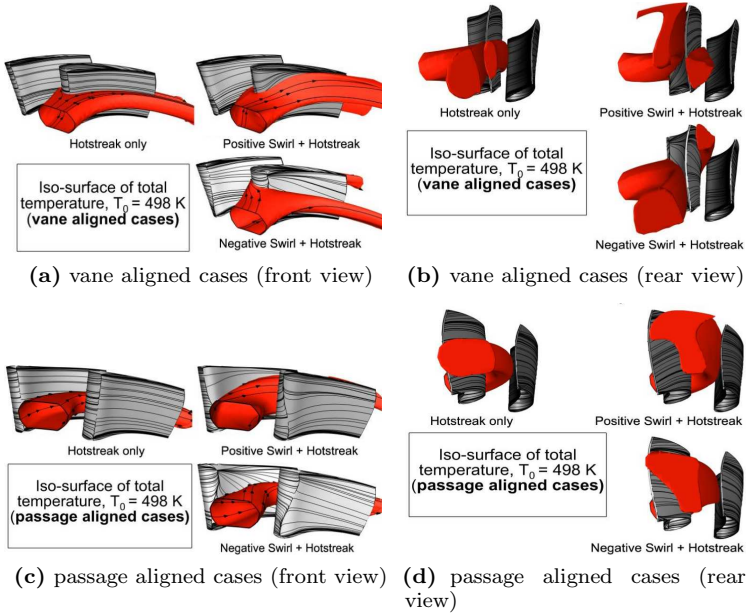 Hotstreak only
Positive Swirl + Hotstreak
Iso-surface of total
temperature, T0 = 498 K
(vane aligned cases)
Negative Swirl + Hotstreak
(a) vane aligned cases (front view)
Hotstreak only
Positive Swirl + Hotstreak
Iso-surface of total
temperature, T0 = 498 K
(vane aligned cases)
Negative Swirl + Hotstreak
(b) vane aligned cases (rear view)
Hotstreak only
Positive Swirl + Hotstreak
Iso-surface of total
temperature, T0 = 498 K
(passage aligned cases)
Negative Swirl + Hotstreak
(c) passage aligned cases (front view)
Hotstreak only
Positive Swirl + Hotstreak
Iso-surface of total
temperature, T0 = 498 K
(passage aligned cases)
Negative Swirl + Hotstreak
(d) passage aligned cases (rear
view)